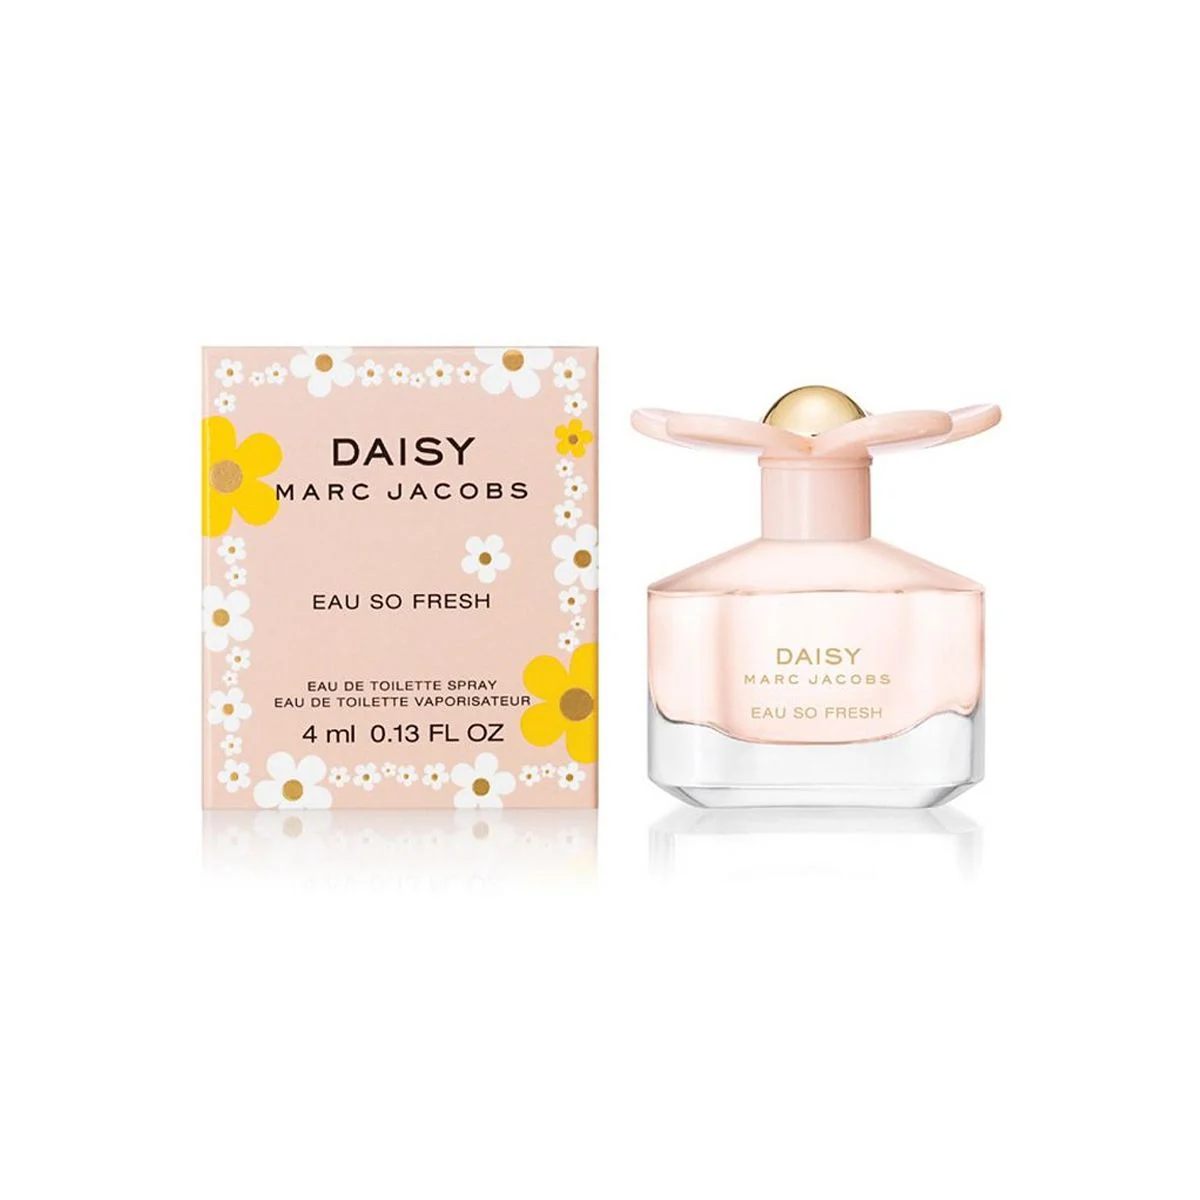 DAISY
MARC JACOBS
EAU SO FRESH
EAU DE TOILETTE SPRAY
EAU DE TOILETTE VAPORISATEUR
4 ml 0.13 FL OZ
DAISY
MARC JACOBS
EAU SO FRESH